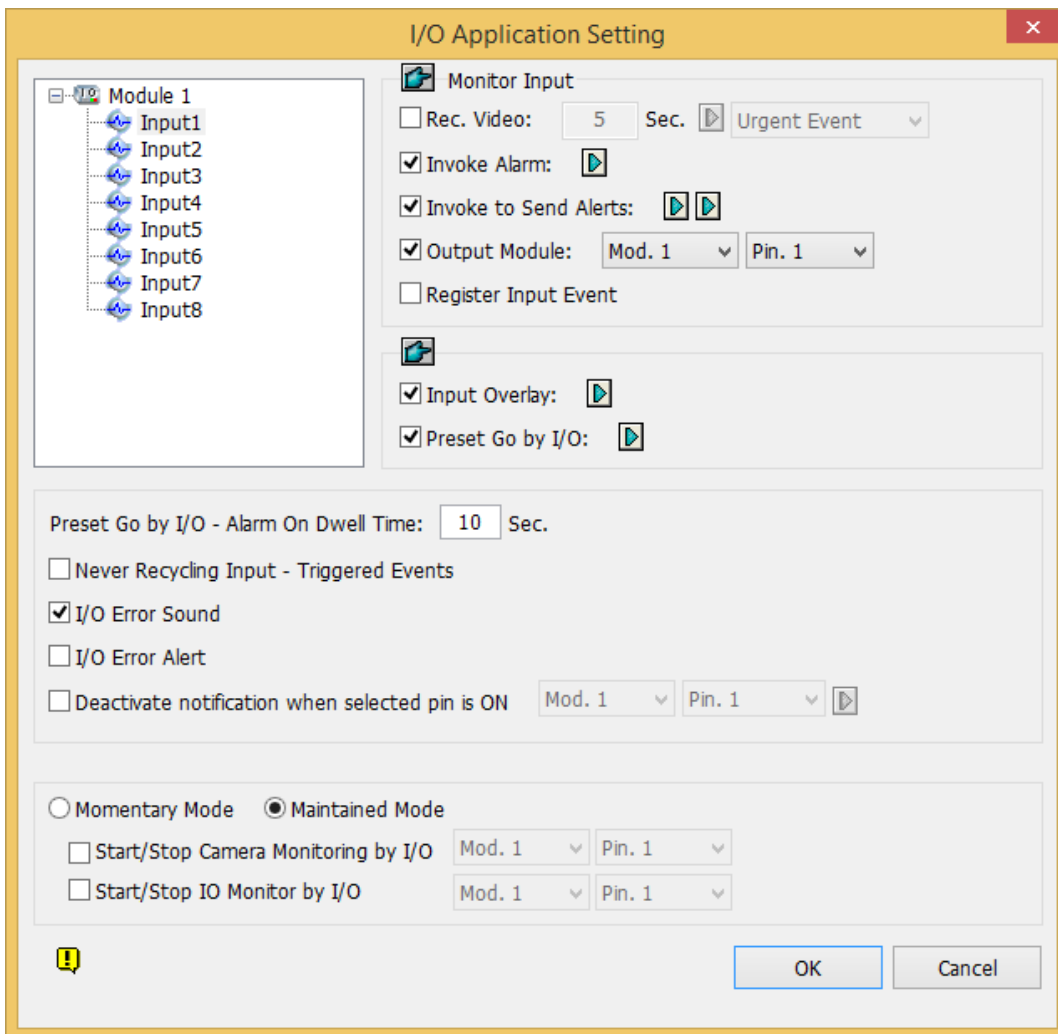 I/O Application Setting
Module 1
Input1
Input2
Input3
Input4
Input5
Input6
Input7
Input8
Monitor Input
Rec. Video: 5 Sec. Urgent Event
Invoke Alarm:
Invoke to Send Alerts:
Output Module: Mod. 1 Pin. 1
Register Input Event
Input Overlay:
Preset Go by I/O:
Preset Go by I/O - Alarm On Dwell Time: 10 Sec.
Never Recycling Input - Triggered Events
I/O Error Sound
I/O Error Alert
Deactivate notification when selected pin is ON Mod. 1 Pin. 1
Momentary Mode Maintained Mode
Start/Stop Camera Monitoring by I/O Mod. 1 Pin. 1
Start/Stop IO Monitor by I/O Mod. 1 Pin. 1
OK Cancel